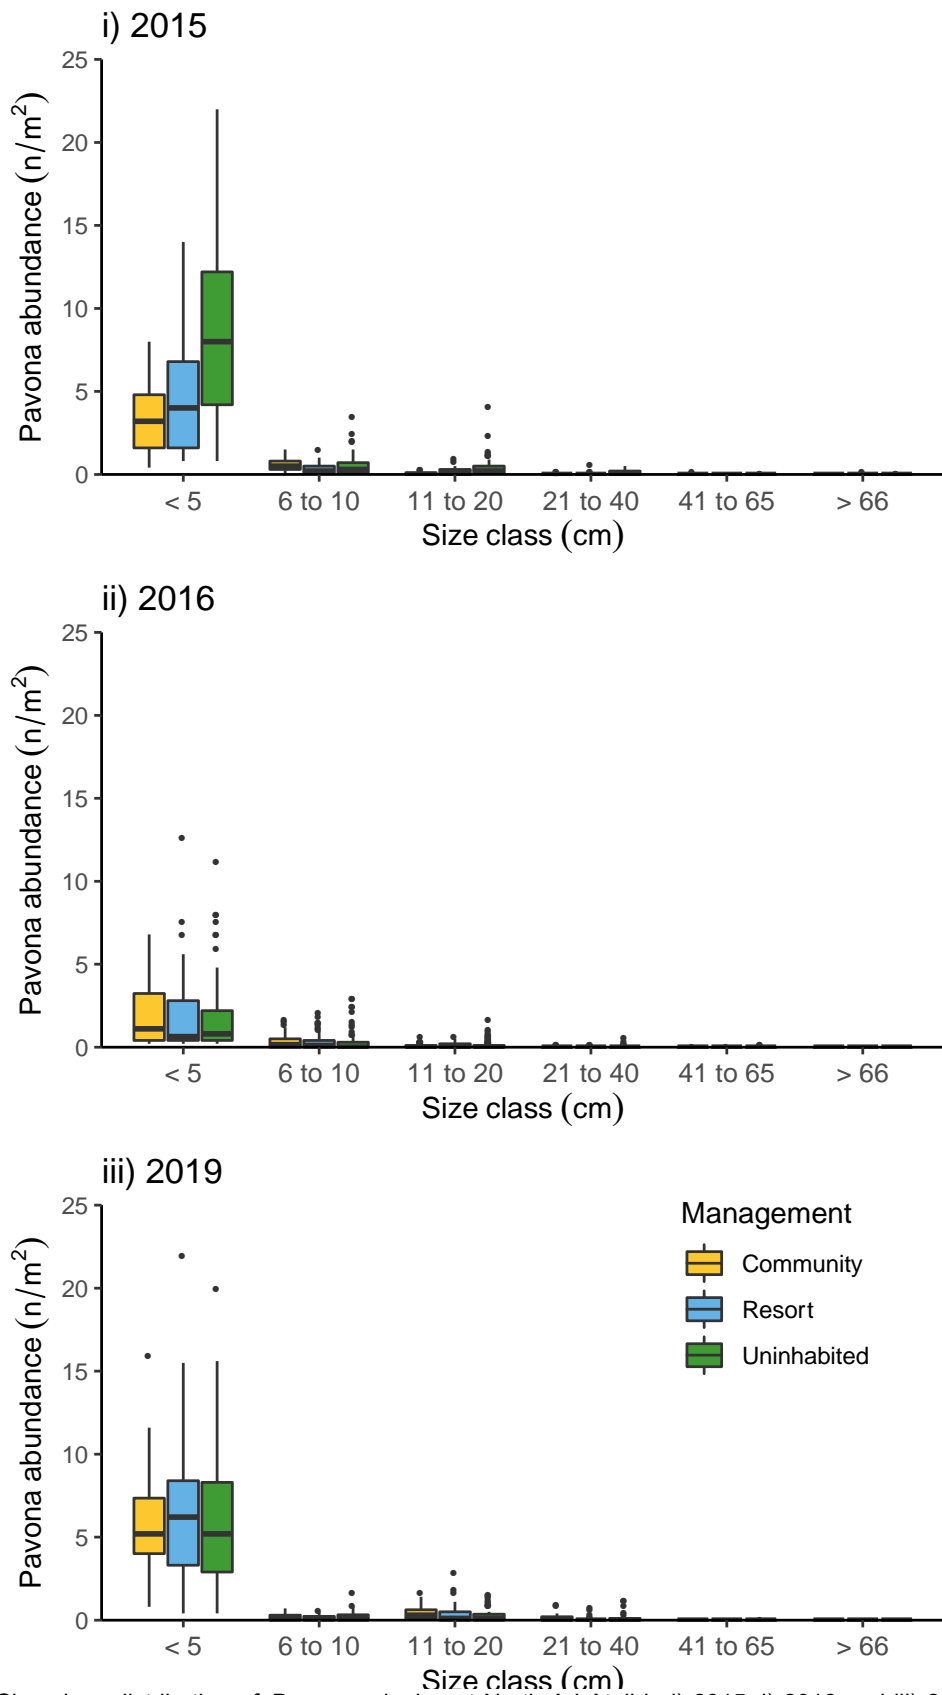 i) 2015
Pavona abundance (n/m²)
25
20
15
10
5
0
< 5 6 to 10 11 to 20 21 to 40 41 to 65 > 66
Size class (cm)
ii) 2016
Pavona abundance (n/m²)
25
20
15
10
5
0
< 5 6 to 10 11 to 20 21 to 40 41 to 65 > 66
Size class (cm)
iii) 2019
Pavona abundance (n/m²)
25
20
15
10
5
0
Management
Community
Resort
Uninhabited
< 5 6 to 10 11 to 20 21 to 40 41 to 65 > 66
Size class (cm)